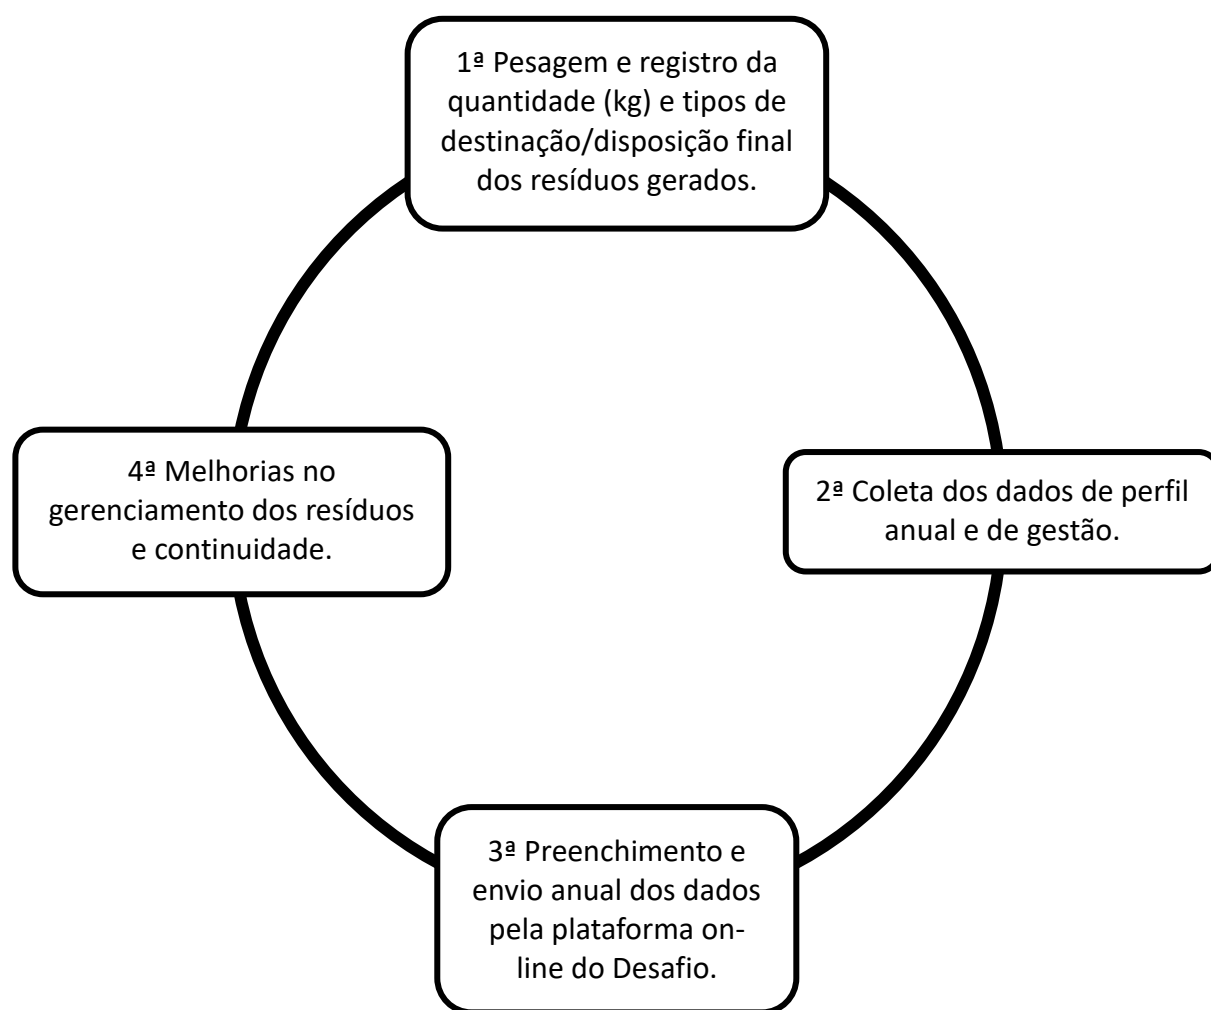 1ª Pesagem e registro da
quantidade (kg) e tipos de
destinação/disposição final
dos resíduos gerados.
2ª Coleta dos dados de perfil
anual e de gestão.
3ª Preenchimento e
envio anual dos dados
pela plataforma on-
line do Desafio.
4ª Melhorias no
gerenciamento dos resíduos
e continuidade.